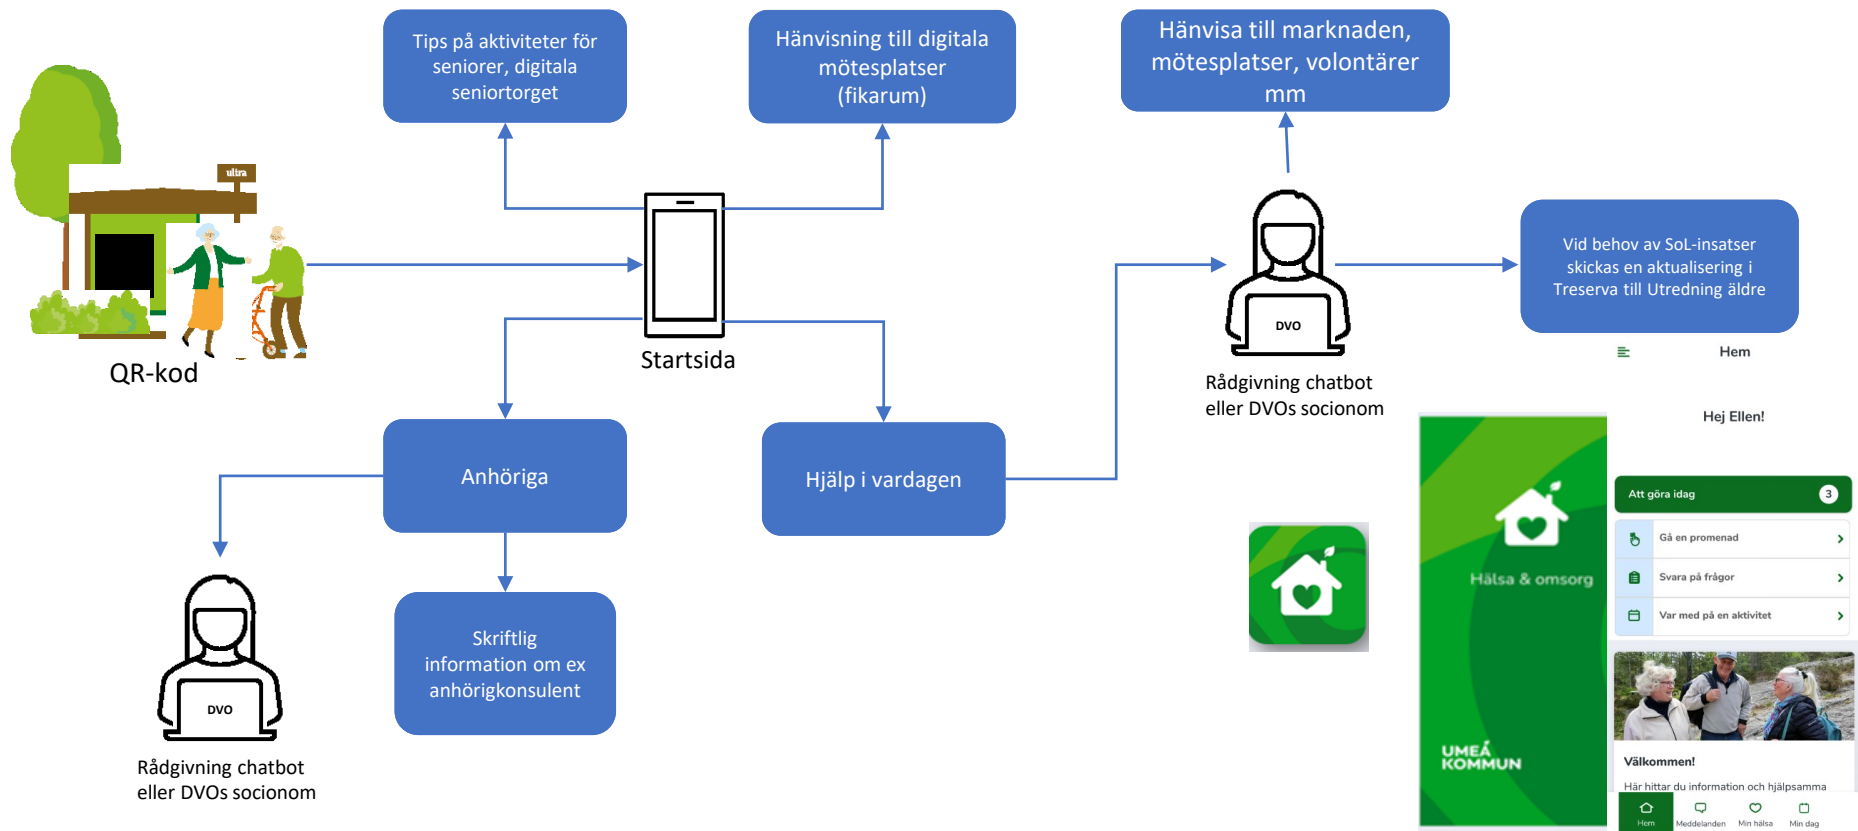 Tips på aktiviteter för
seniorer, digitala
seniortorget
Hänvisning till digitala
mötesplatser
(fikarum)
Hänvisa till marknaden,
mötesplatser, volontärer
mm
ultra
QR-kod
Startsida
DVO
Rådgivning chatbot
eller DVOs socionom
Vid behov av SoL-insatser
skickas en aktualisering i
Treserva till Utredning äldre
Anhöriga
Hjälp i vardagen
DVO
Rådgivning chatbot
eller DVOs socionom
Skriftlig
information om ex
anhörigkonsulent
Hälsa & omsorg
UMEÅ
KOMMUN
Hem
Hej Ellen!
Att göra idag 3
Gå en promenad
Svara på frågor
Var med på en aktivitet
Välkommen!
Här hittar du information och hjälpsamma
Hem Meddelanden Min hälsa Min dag